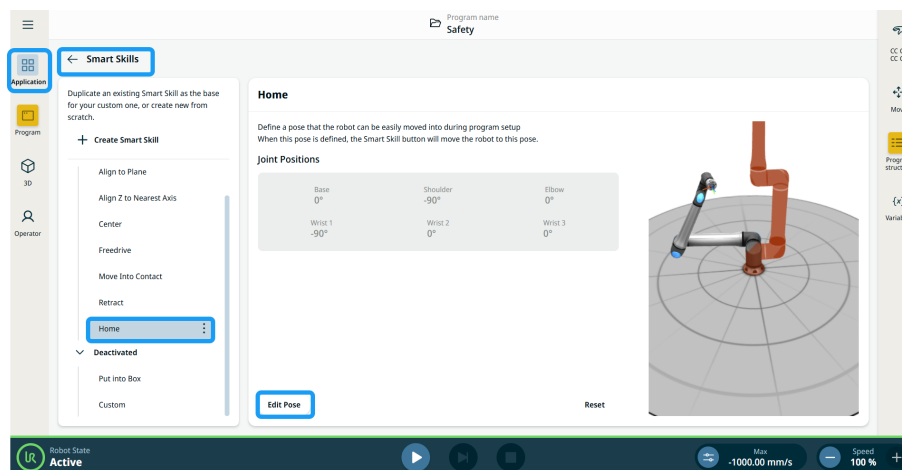 Program name
Safety
Application
Program
3D
Operator
Smart Skills
Duplicate an existing Smart Skill as the base
for your custom one, or create new from
scratch.
Create Smart Skill
Align to Plane
Align Z to Nearest Axis
Center
Freedrive
Move Into Contact
Retract
Home
Deactivated
Put into Box
Custom
Home
Define a pose that the robot can be easily moved into during program setup
When this pose is defined, the Smart Skill button will move the robot to this pose.
Joint Positions
Base Shoulder Elbow
0° -90° 0°
Wrist 1 Wrist 2 Wrist 3
-90° 0° 0°
Edit Pose
Reset
{x}
Robot State
Active
Max
-1000.00 mm/s
Speed
100 %